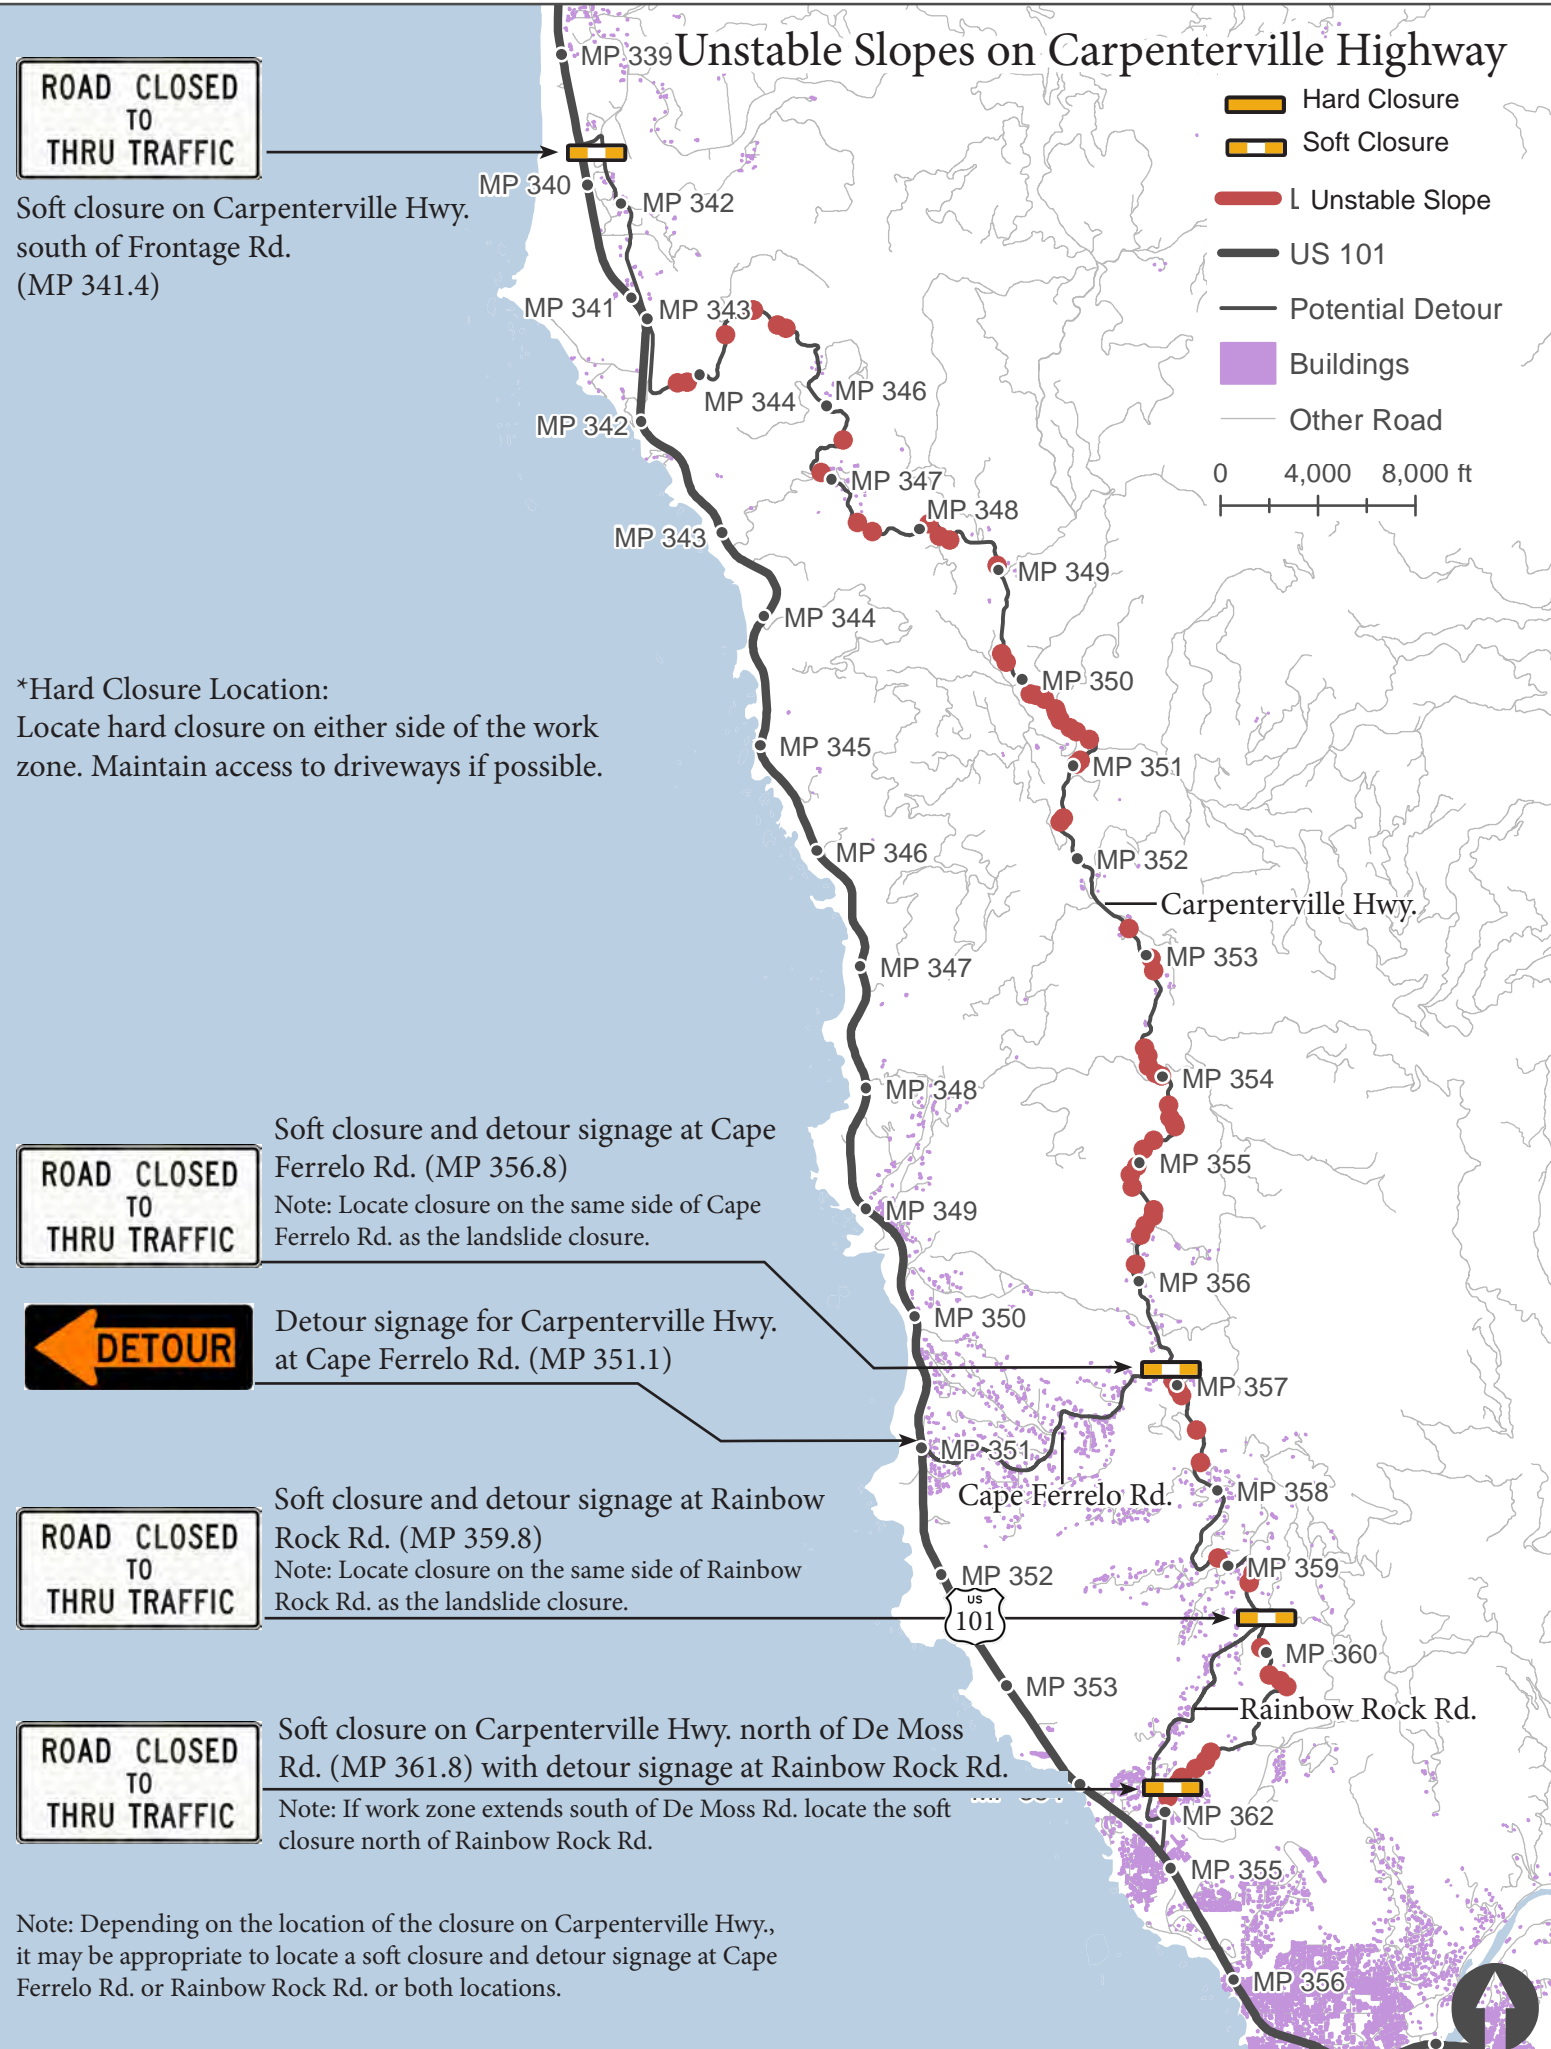 Unstable Slopes on Carpenterville Highway
Hard Closure
Soft Closure
L Unstable Slope
US 101
Potential Detour
Buildings
Other Road
0 4,000 8,000 ft
ROAD CLOSED
TO
THRU TRAFFIC
Soft closure on Carpenterville Hwy.
south of Frontage Rd.
(MP 341.4)
*Hard Closure Location:
Locate hard closure on either side of the work
zone. Maintain access to driveways if possible.
ROAD CLOSED
TO
THRU TRAFFIC
Soft closure and detour signage at Cape
Ferrelo Rd. (MP 356.8)
Note: Locate closure on the same side of Cape
Ferrelo Rd. as the landslide closure.
DETOUR
Detour signage for Carpenterville Hwy.
at Cape Ferrelo Rd. (MP 351.1)
ROAD CLOSED
TO
THRU TRAFFIC
Soft closure and detour signage at Rainbow
Rock Rd. (MP 359.8)
Note: Locate closure on the same side of Rainbow
Rock Rd. as the landslide closure.
ROAD CLOSED
TO
THRU TRAFFIC
Soft closure on Carpenterville Hwy. north of De Moss
Rd. (MP 361.8) with detour signage at Rainbow Rock Rd.
Note: If work zone extends south of De Moss Rd. locate the soft
closure north of Rainbow Rock Rd.
Note: Depending on the location of the closure on Carpenterville Hwy.,
it may be appropriate to locate a soft closure and detour signage at Cape
Ferrelo Rd. or Rainbow Rock Rd. or both locations.
MP 339
MP 340
MP 341
MP 342
MP 343
MP 344
MP 345
MP 346
MP 347
MP 348
MP 349
MP 350
MP 351
MP 352
US
101
MP 353
MP 355
MP 356
MP 342
MP 343
MP 344
MP 346
MP 347
MP 348
MP 349
MP 350
MP 351
MP 352
Carpenterville Hwy.
MP 353
MP 354
MP 355
MP 356
MP 357
Cape Ferrelo Rd.
MP 358
MP 359
MP 360
Rainbow Rock Rd.
MP 362